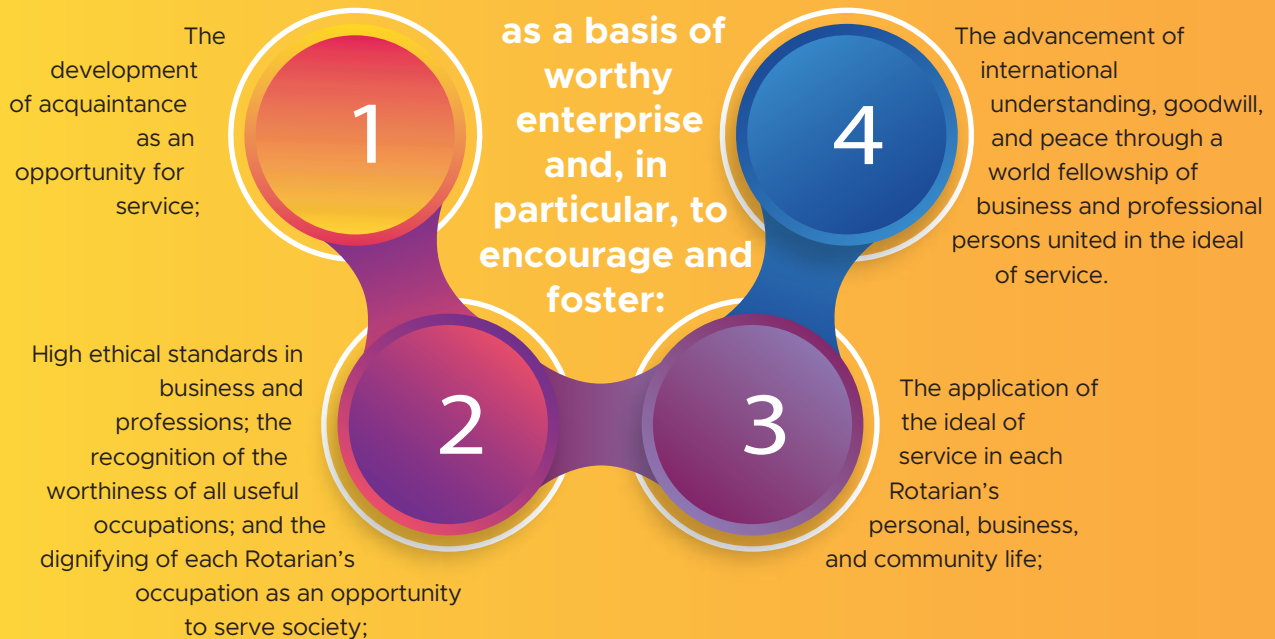 as a basis of
worthy
enterprise
and, in
particular, to
encourage and
foster:
1
The
development
of acquaintance
as an
opportunity for
service;
2
High ethical standards in
business and
professions; the
recognition of the
worthiness of all useful
occupations; and the
dignifying of each Rotarian’s
occupation as an opportunity
to serve society;
3
The application of
the ideal of
service in each
Rotarian’s
personal, business,
and community life;
4
The advancement of
international
understanding, goodwill,
and peace through a
world fellowship of
business and professional
persons united in the ideal
of service.